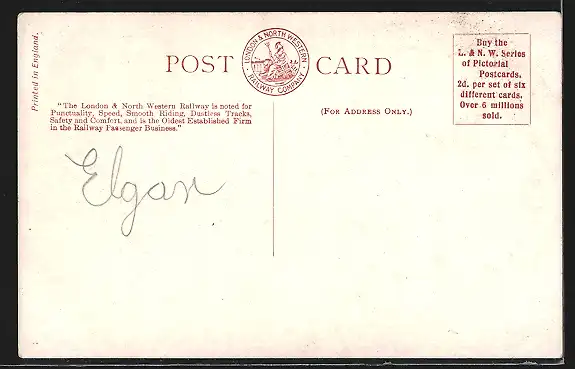 Printed in England.
POST CARD
LONDON & NORTH WESTERN
RAILWAY COMPANY
Buy the
L. & N. W. Series
of Pictorial
Postcards.
2d. per set of six
different cards.
Over 6 millions
sold.
"The London & North Western Railway is noted for
Punctuality, Speed, Smooth Riding, Dustless Tracks,
Safety and Comfort, and is the Oldest Established Firm
in the Railway Passenger Business."
(For Address Only.)
Elgar